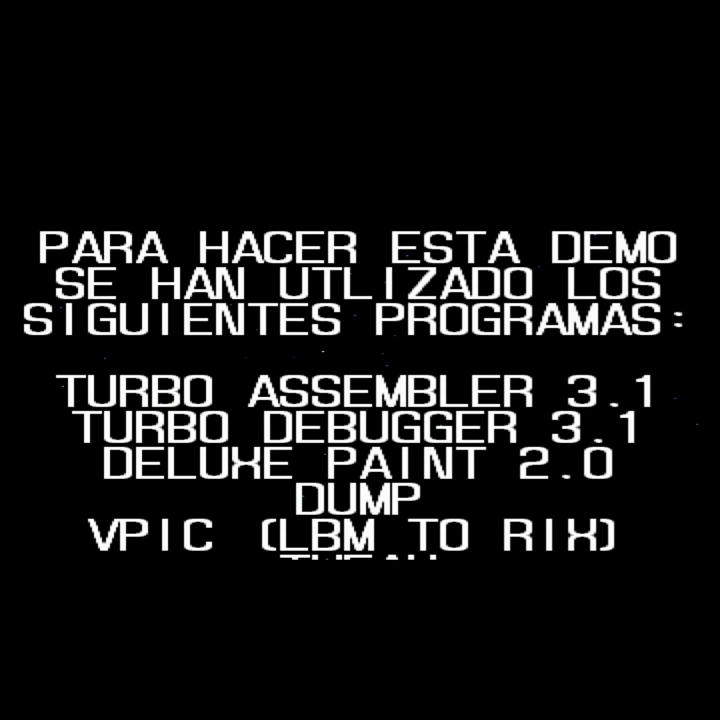 PARA HACER ESTA DEMO
SE HAN UTLIZADO LOS
SIGUIENTES PROGRAMAS:
TURBO ASSEMBLER 3.1
TURBO DEBUGGER 3.1
DELUXE PAINT 2.0
DUMP
VPIC (LBM TO RIX)